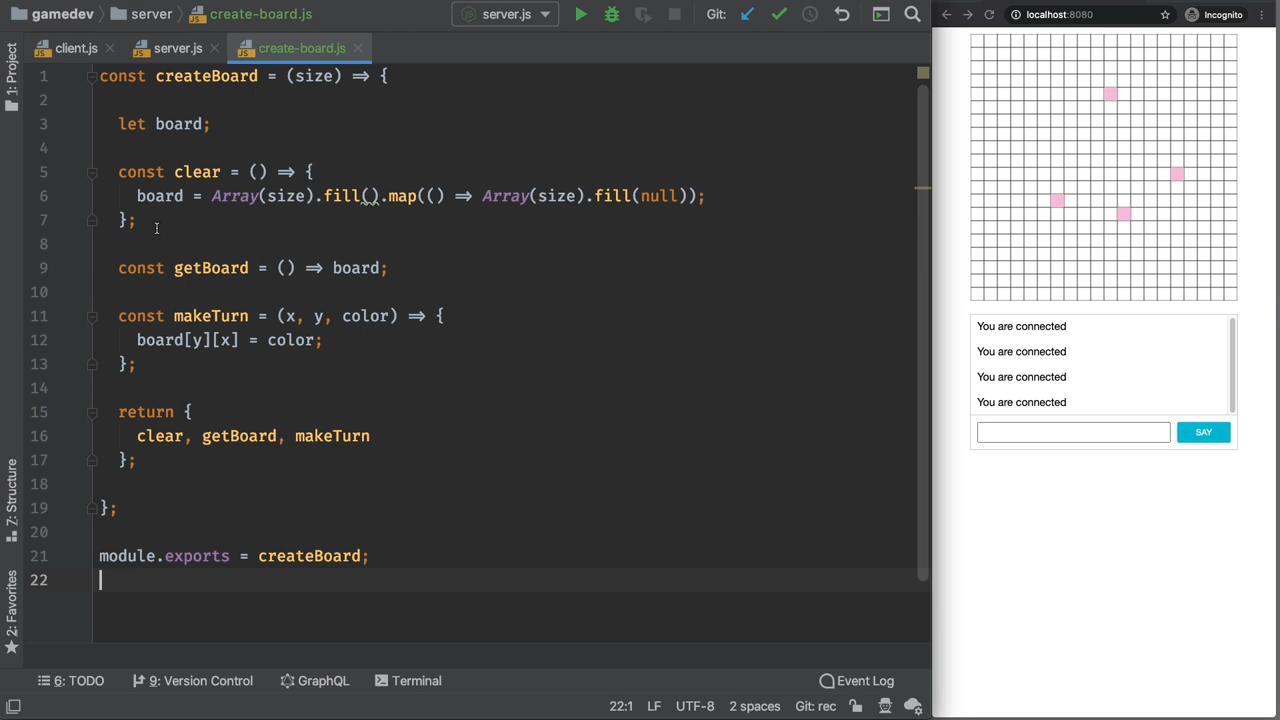 gamedev server create-board.js server.js Git:
client.js server.js create-board.js
1: Project
Z: Structure
2: Favorites
1 const createBoard = (size) ⇒ {
2
3 let board;
4
5 const clear = () ⇒ {
6 board = Array(size).fill().map(() ⇒ Array(size).fill(null));
7 };
8
9 const getBoard = () ⇒ board;
10
11 const makeTurn = (x, y, color) ⇒ {
12 board[y][x] = color;
13 };
14
15 return {
16 clear, getBoard, makeTurn
17 };
18
19 };
20
21 module.exports = createBoard;
22
6: TODO 9: Version Control GraphQL Terminal Event Log
22:1 LF UTF-8 2 spaces Git: rec
localhost:8080 Incognito
You are connected
You are connected
You are connected
You are connected
SAY